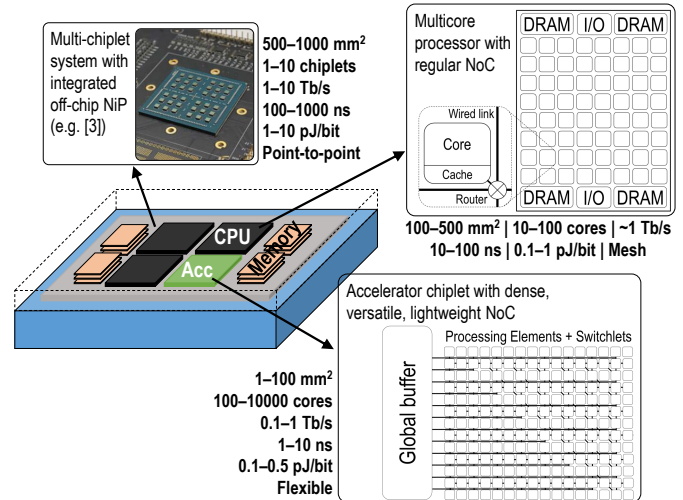 Multi-chiplet
system with
integrated
off-chip NiP
(e.g. [3])
500–1000 mm²
1–10 chiplets
1–10 Tb/s
100–1000 ns
1–10 pJ/bit
Point-to-point
Multicore
processor with
regular NoC
DRAM I/O DRAM
Wired link
Core
Cache
Router
DRAM I/O DRAM
100–500 mm² | 10–100 cores | ~1 Tb/s
10–100 ns | 0.1–1 pJ/bit | Mesh
CPU
Memory
Acc
Accelerator chiplet with dense,
versatile, lightweight NoC
Processing Elements + Switchlets
Global buffer
1–100 mm²
100–10000 cores
0.1–1 Tb/s
1–10 ns
0.1–0.5 pJ/bit
Flexible